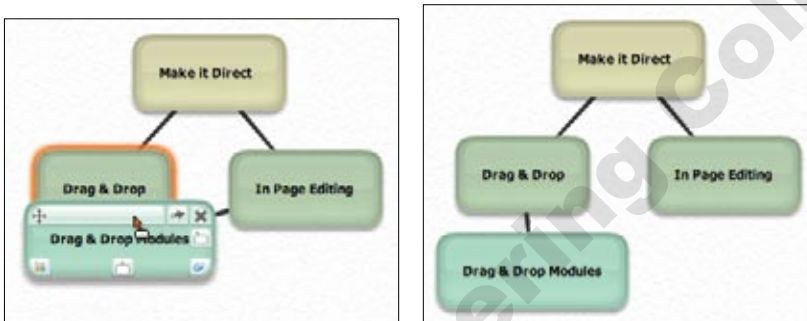 Make it Direct
Drag & Drop
In Page Editing
Drag & Drop Modules
Make it Direct
Drag & Drop
In Page Editing
Drag & Drop Modules